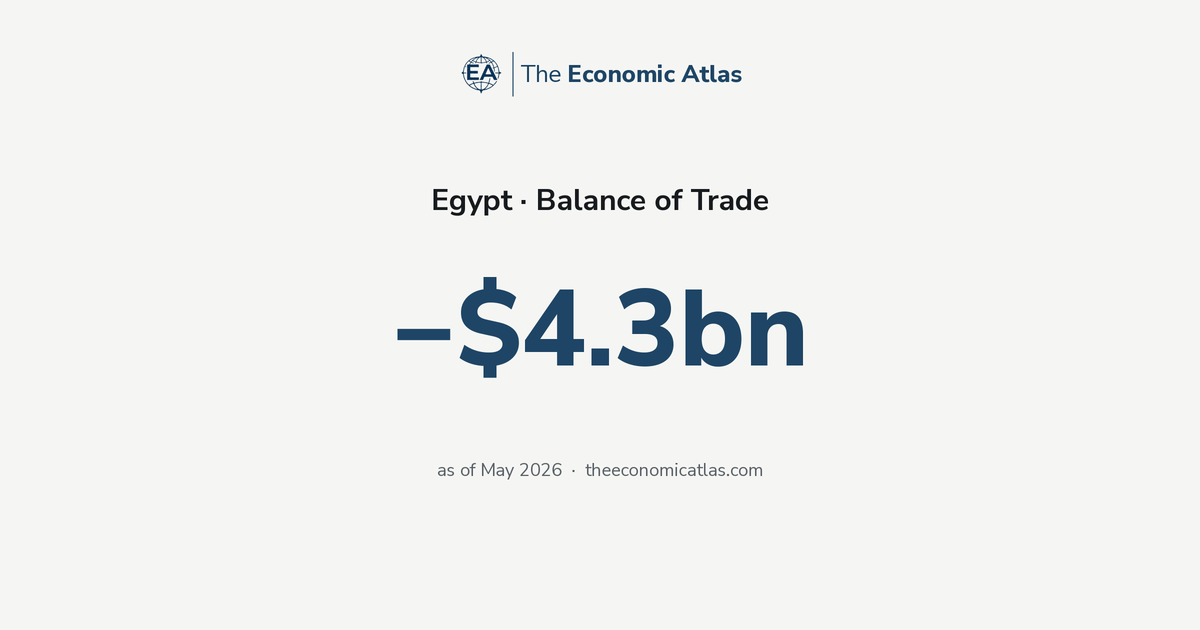 EA The Economic Atlas
Egypt · Balance of Trade
−$4.3bn
as of May 2026 · theeconomicatlas.com